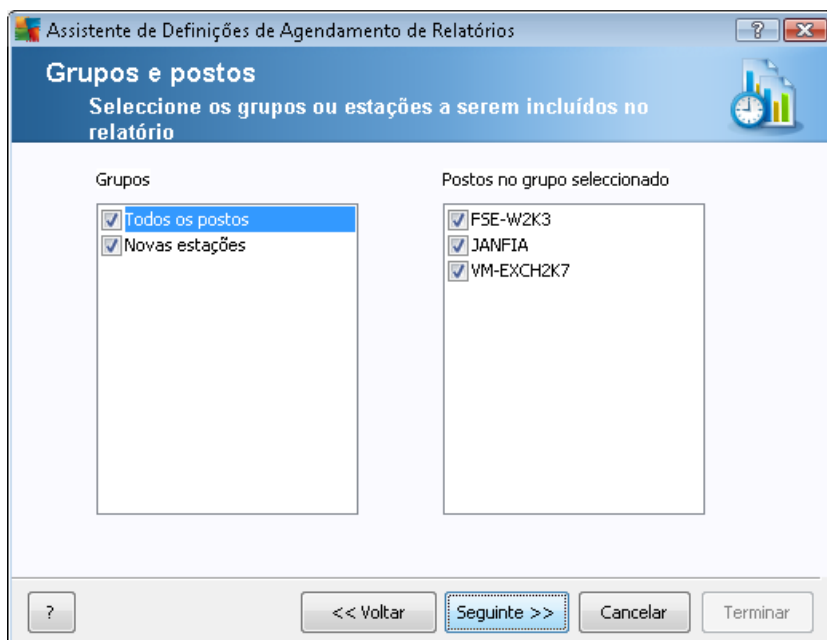 Assistente de Definições de Agendamento de Relatórios
?
Grupos e postos
Seleccione os grupos ou estações a serem incluídos no
relatório
Grupos
Postos no grupo seleccionado
Todos os postos
Novas estações
FSE-W2K3
JANFIA
VM-EXCH2K7
?
<< Voltar
Seguinte >>
Cancelar
Terminar